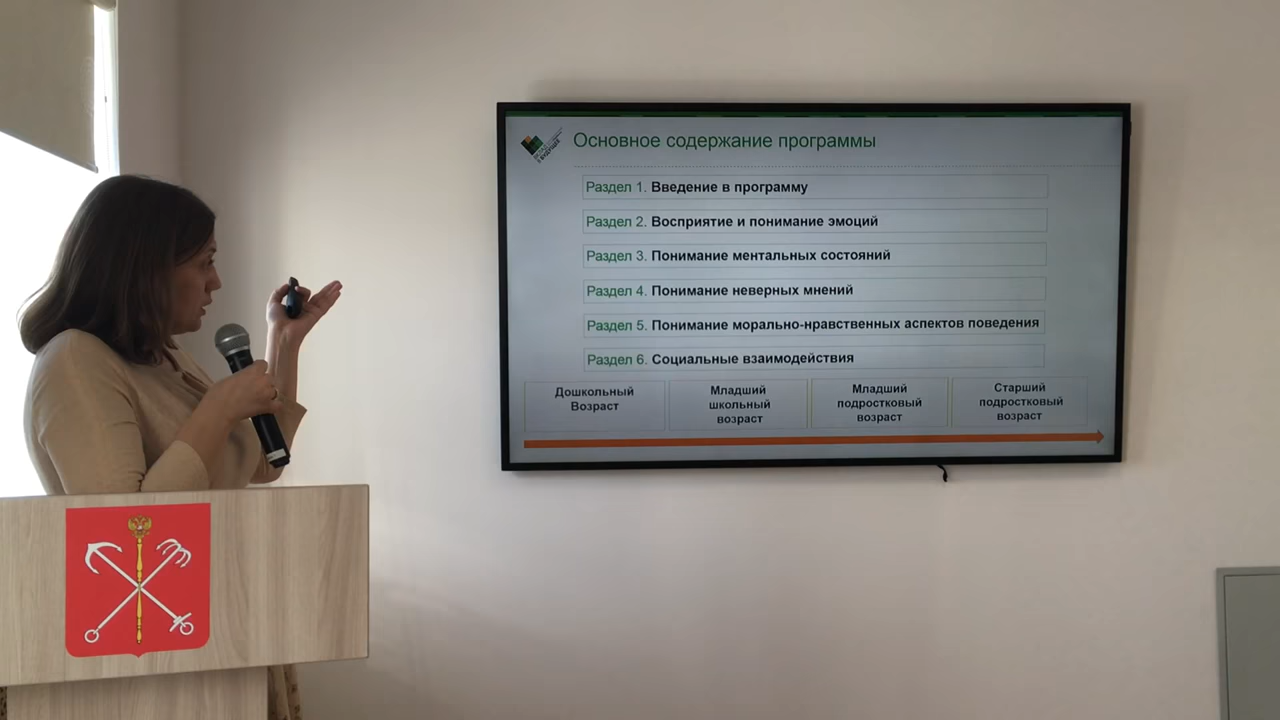 Основное содержание программы
Раздел 1. Введение в программу
Раздел 2. Восприятие и понимание эмоций
Раздел 3. Понимание ментальных состояний
Раздел 4. Понимание неверных мнений
Раздел 5. Понимание морально-нравственных аспектов поведения
Раздел 6. Социальные взаимодействия
Дошкольный
Возраст
Младший
школьный
возраст
Младший
подростковый
возраст
Старший
подростковый
возраст